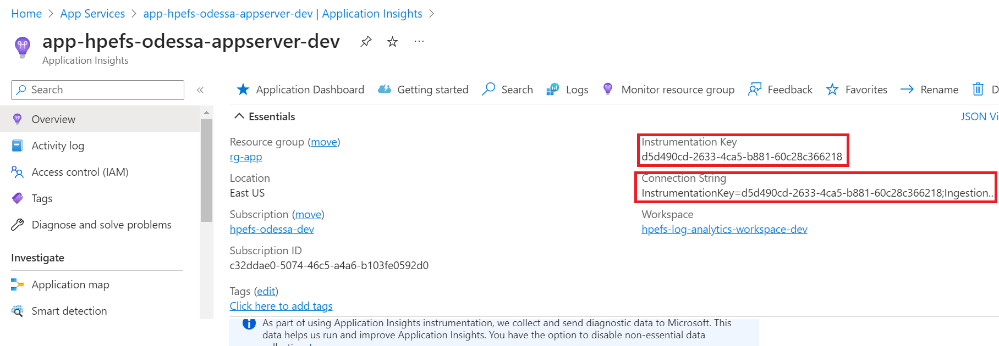 Home > App Services > app-hpefs-odessa-appserver-dev | Application Insights >
app-hpefs-odessa-appserver-dev
Application Insights
Search
Overview
Activity log
Access control (IAM)
Tags
Diagnose and solve problems
Investigate
Application map
Smart detection
Application Dashboard Getting started Search Logs Monitor resource group Feedback Favorites Rename D
Essentials
JSON Vi
Resource group (move)
rg-app
Location
East US
Subscription (move)
hpefs-odessa-dev
Subscription ID
c32ddae0-5074-46c5-a4a6-b103fe0592d0
Tags (edit)
Click here to add tags
Instrumentation Key
d5d490cd-2633-4ca5-b881-60c28c366218
Connection String
InstrumentationKey=d5d490cd-2633-4ca5-b881-60c28c366218;Ingestion...
Workspace
hpefs-log-analytics-workspace-dev
As part of using Application Insights instrumentation, we collect and send diagnostic data to Microsoft. This
data helps us run and improve Application Insights. You have the option to disable non-essential data